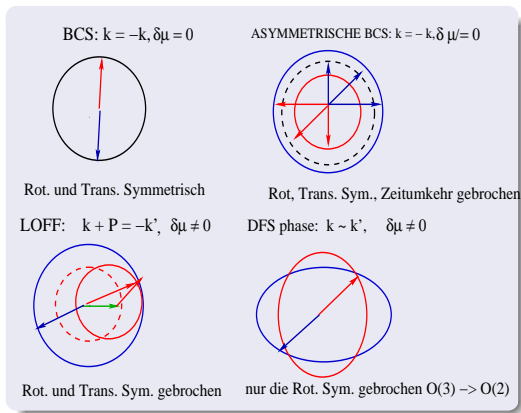 BCS: k = −k, δμ = 0
ASYMMETRISCHE BCS: k = − k, δ μ/= 0
Rot. und Trans. Symmetrisch
Rot, Trans. Sym., Zeitumkehr gebrochen
LOFF: k + P = −k’, δμ ≠ 0
DFS phase: k ~ k’, δμ ≠ 0
Rot. und Trans. Sym. gebrochen
nur die Rot. Sym. gebrochen O(3) −> O(2)